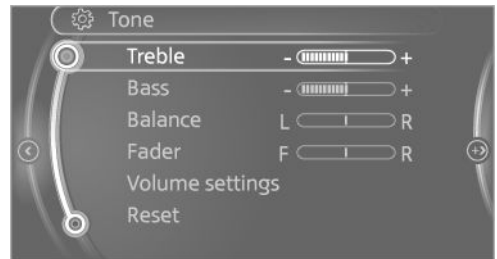 Tone
Treble - +
Bass - +
Balance L R
Fader F R
Volume settings
Reset